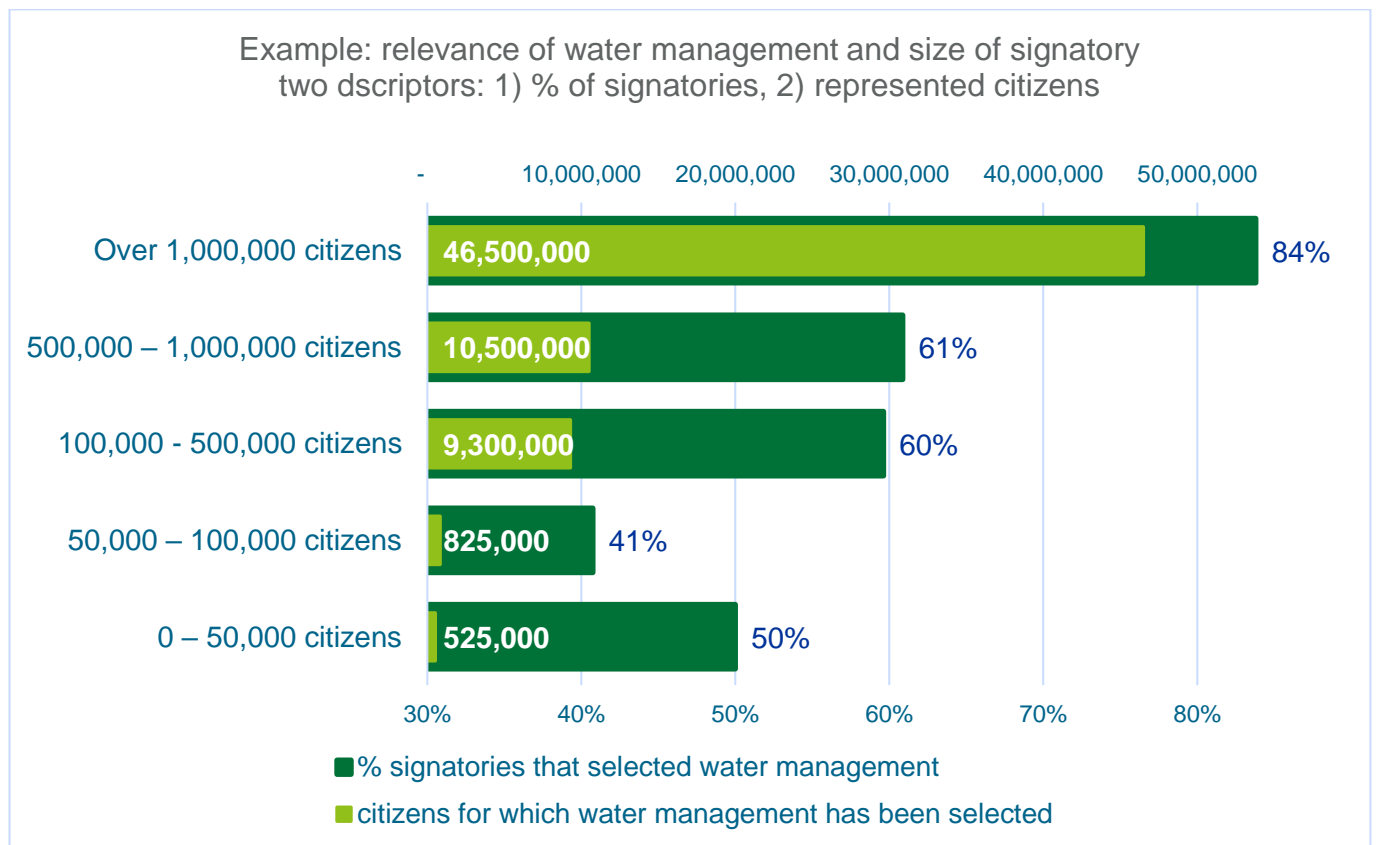 Example: relevance of water management and size of signatory
two dscriptors: 1) % of signatories, 2) represented citizens
- 10,000,000 20,000,000 30,000,000 40,000,000 50,000,000
Over 1,000,000 citizens 46,500,000 84%
500,000 – 1,000,000 citizens 10,500,000 61%
100,000 - 500,000 citizens 9,300,000 60%
50,000 – 100,000 citizens 825,000 41%
0 – 50,000 citizens 525,000 50%
30% 40% 50% 60% 70% 80%
% signatories that selected water management
citizens for which water management has been selected